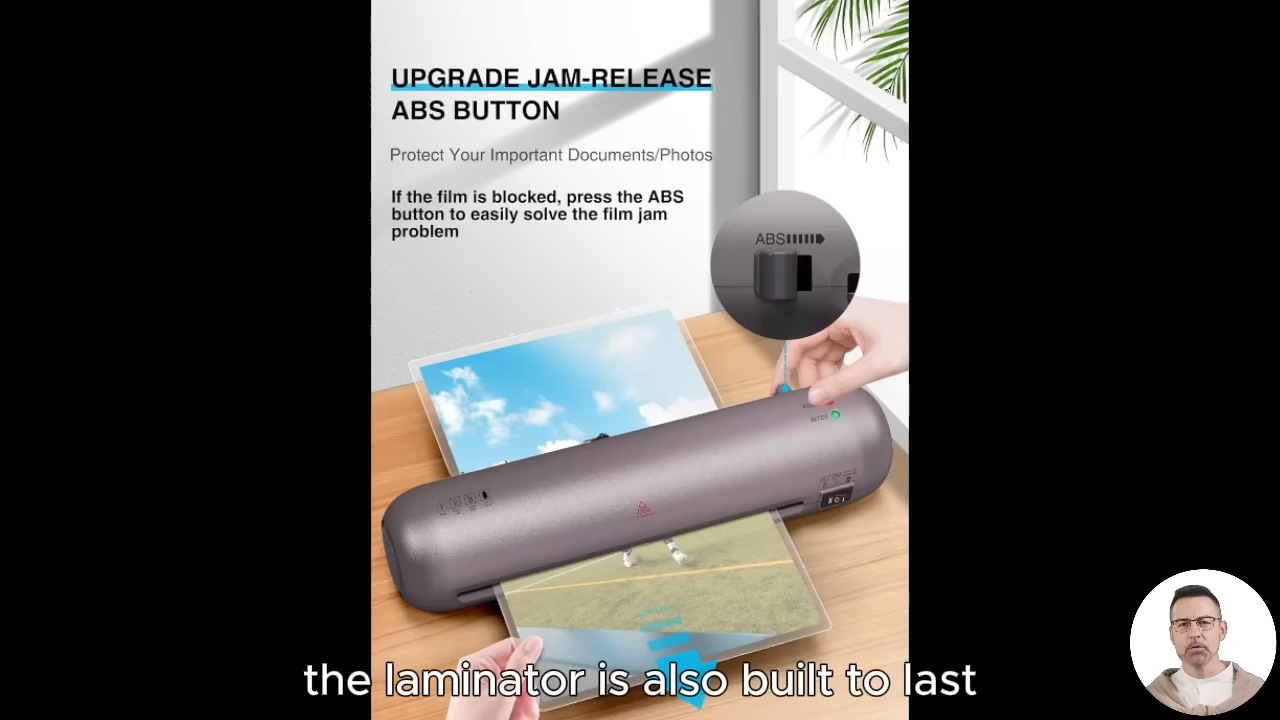 UPGRADE JAM-RELEASE
ABS BUTTON
Protect Your Important Documents/Photos
If the film is blocked, press the ABS
button to easily solve the film jam
problem
ABS
READY
the laminator is also built to last